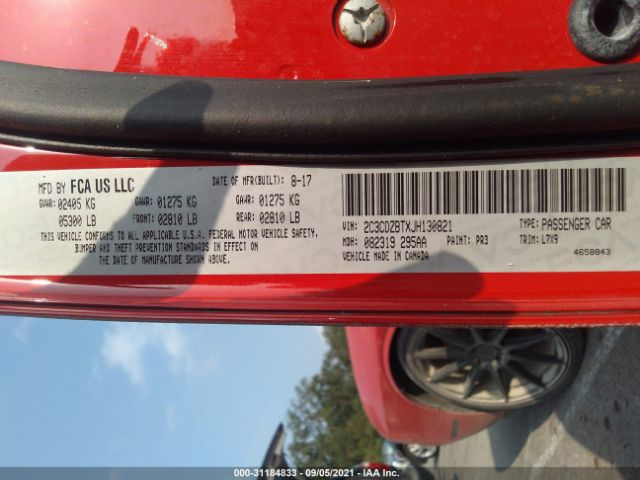 MFD BY FCA US LLC
DATE OF MFR(BUILT): 8-17
GVWR: 02405 KG
GAWR: 01275 KG
GAWR: 01275 KG
05300 LB
FRONT: 02810 LB
REAR: 02810 LB
THIS VEHICLE CONFORMS TO ALL APPLICABLE U.S.A. FEDERAL MOTOR VEHICLE SAFETY,
BUMPER AND THEFT PREVENTION STANDARDS IN EFFECT ON
THE DATE OF MANUFACTURE SHOWN ABOVE.
VIN: 2C3CDZBTXJH130821
TYPE: PASSENGER CAR
MDH: 082319 295AA
PAINT: PR3
TRIM: L7X9
VEHICLE MADE IN CANADA
4658843
000-31184833 - 09/05/2021 - IAAI.COM